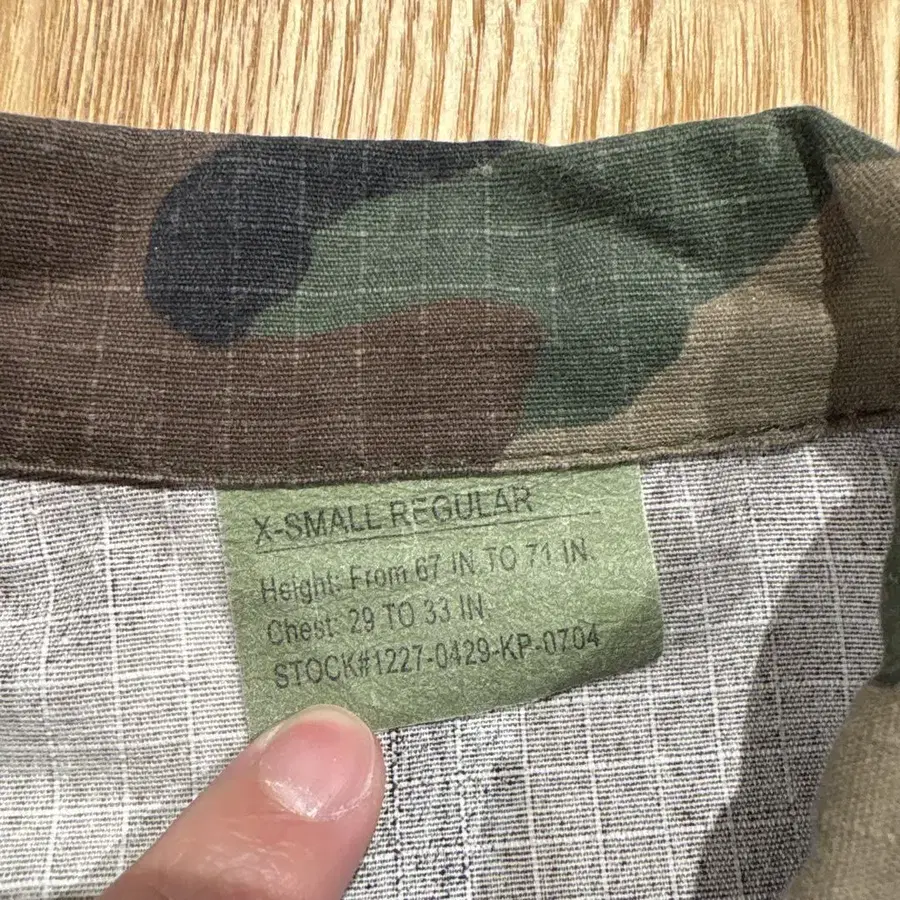 X-SMALL REGULAR
Height: From 67 IN TO 71 IN.
Chest: 29 TO 33 IN.
STOCK#1227-0429-KP-0704